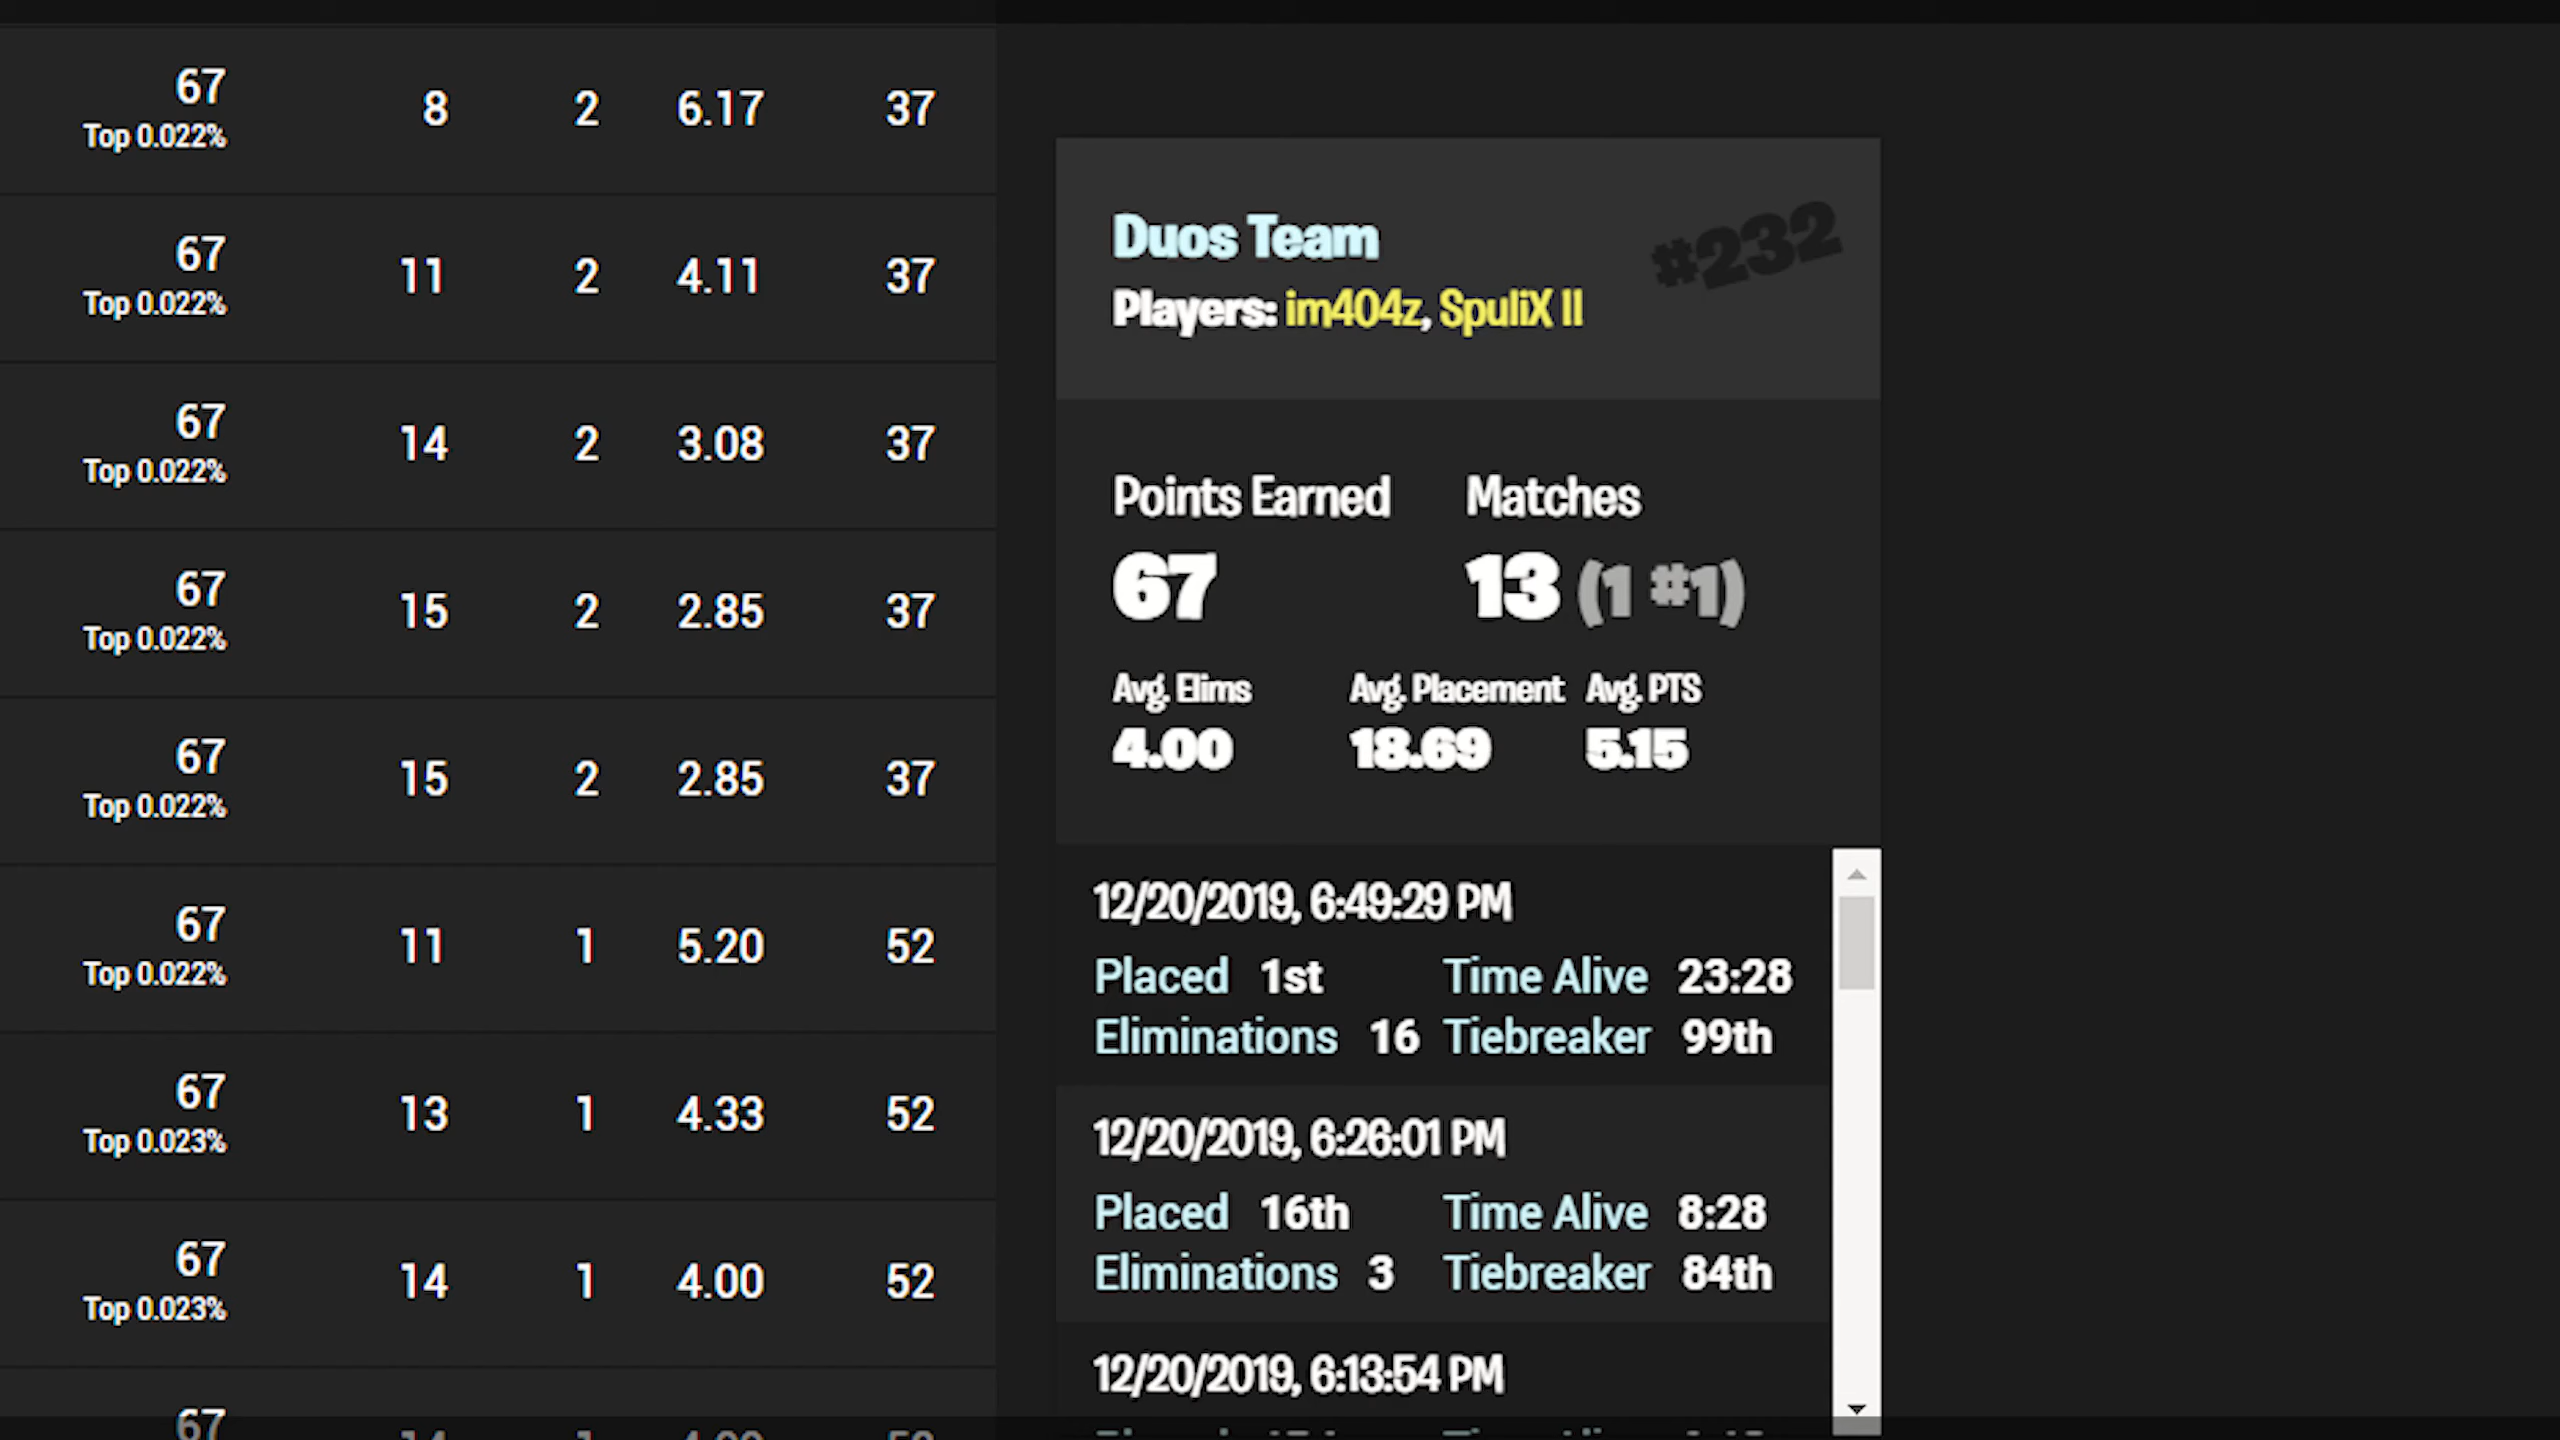 67 8 2 6.17 37
Top 0.022%
67 11 2 4.11 37
Top 0.022%
67 14 2 3.08 37
Top 0.022%
67 15 2 2.85 37
Top 0.022%
67 15 2 2.85 37
Top 0.022%
67 11 1 5.20 52
Top 0.022%
67 13 1 4.33 52
Top 0.023%
67 14 1 4.00 52
Top 0.023%
67
Duos Team #232
Players: im404z, SpuliX II
Points Earned Matches
67 13 (1 #1)
Avg. Elims Avg. Placement Avg. PTS
4.00 18.69 5.15
12/20/2019, 6:49:29 PM
Placed 1st Time Alive 23:28
Eliminations 16 Tiebreaker 99th
12/20/2019, 6:26:01 PM
Placed 16th Time Alive 8:28
Eliminations 3 Tiebreaker 84th
12/20/2019, 6:13:54 PM